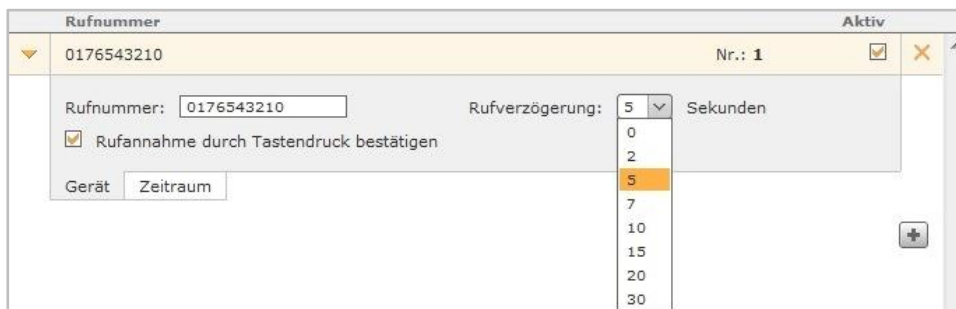 Rufnummer Aktiv
0176543210 Nr.: 1
Rufnummer: 0176543210 Rufverzögerung: 5 Sekunden
Rufannahme durch Tastendruck bestätigen
0
2
5
7
10
15
20
30
Gerät Zeitraum